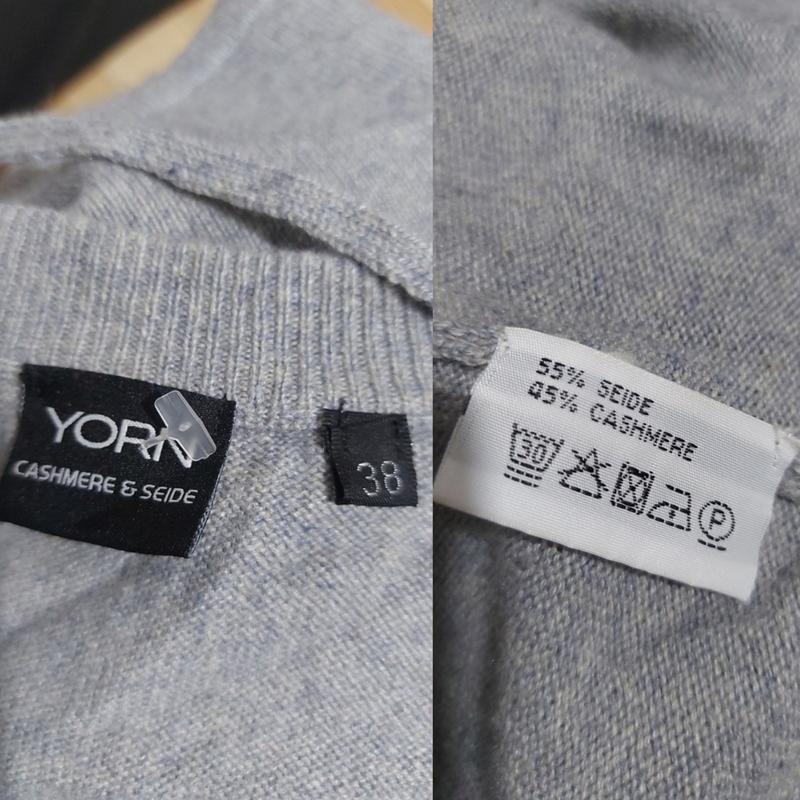 YORN
CASHMERE & SEIDE
38
55% SEIDE
45% CASHMERE
30
P